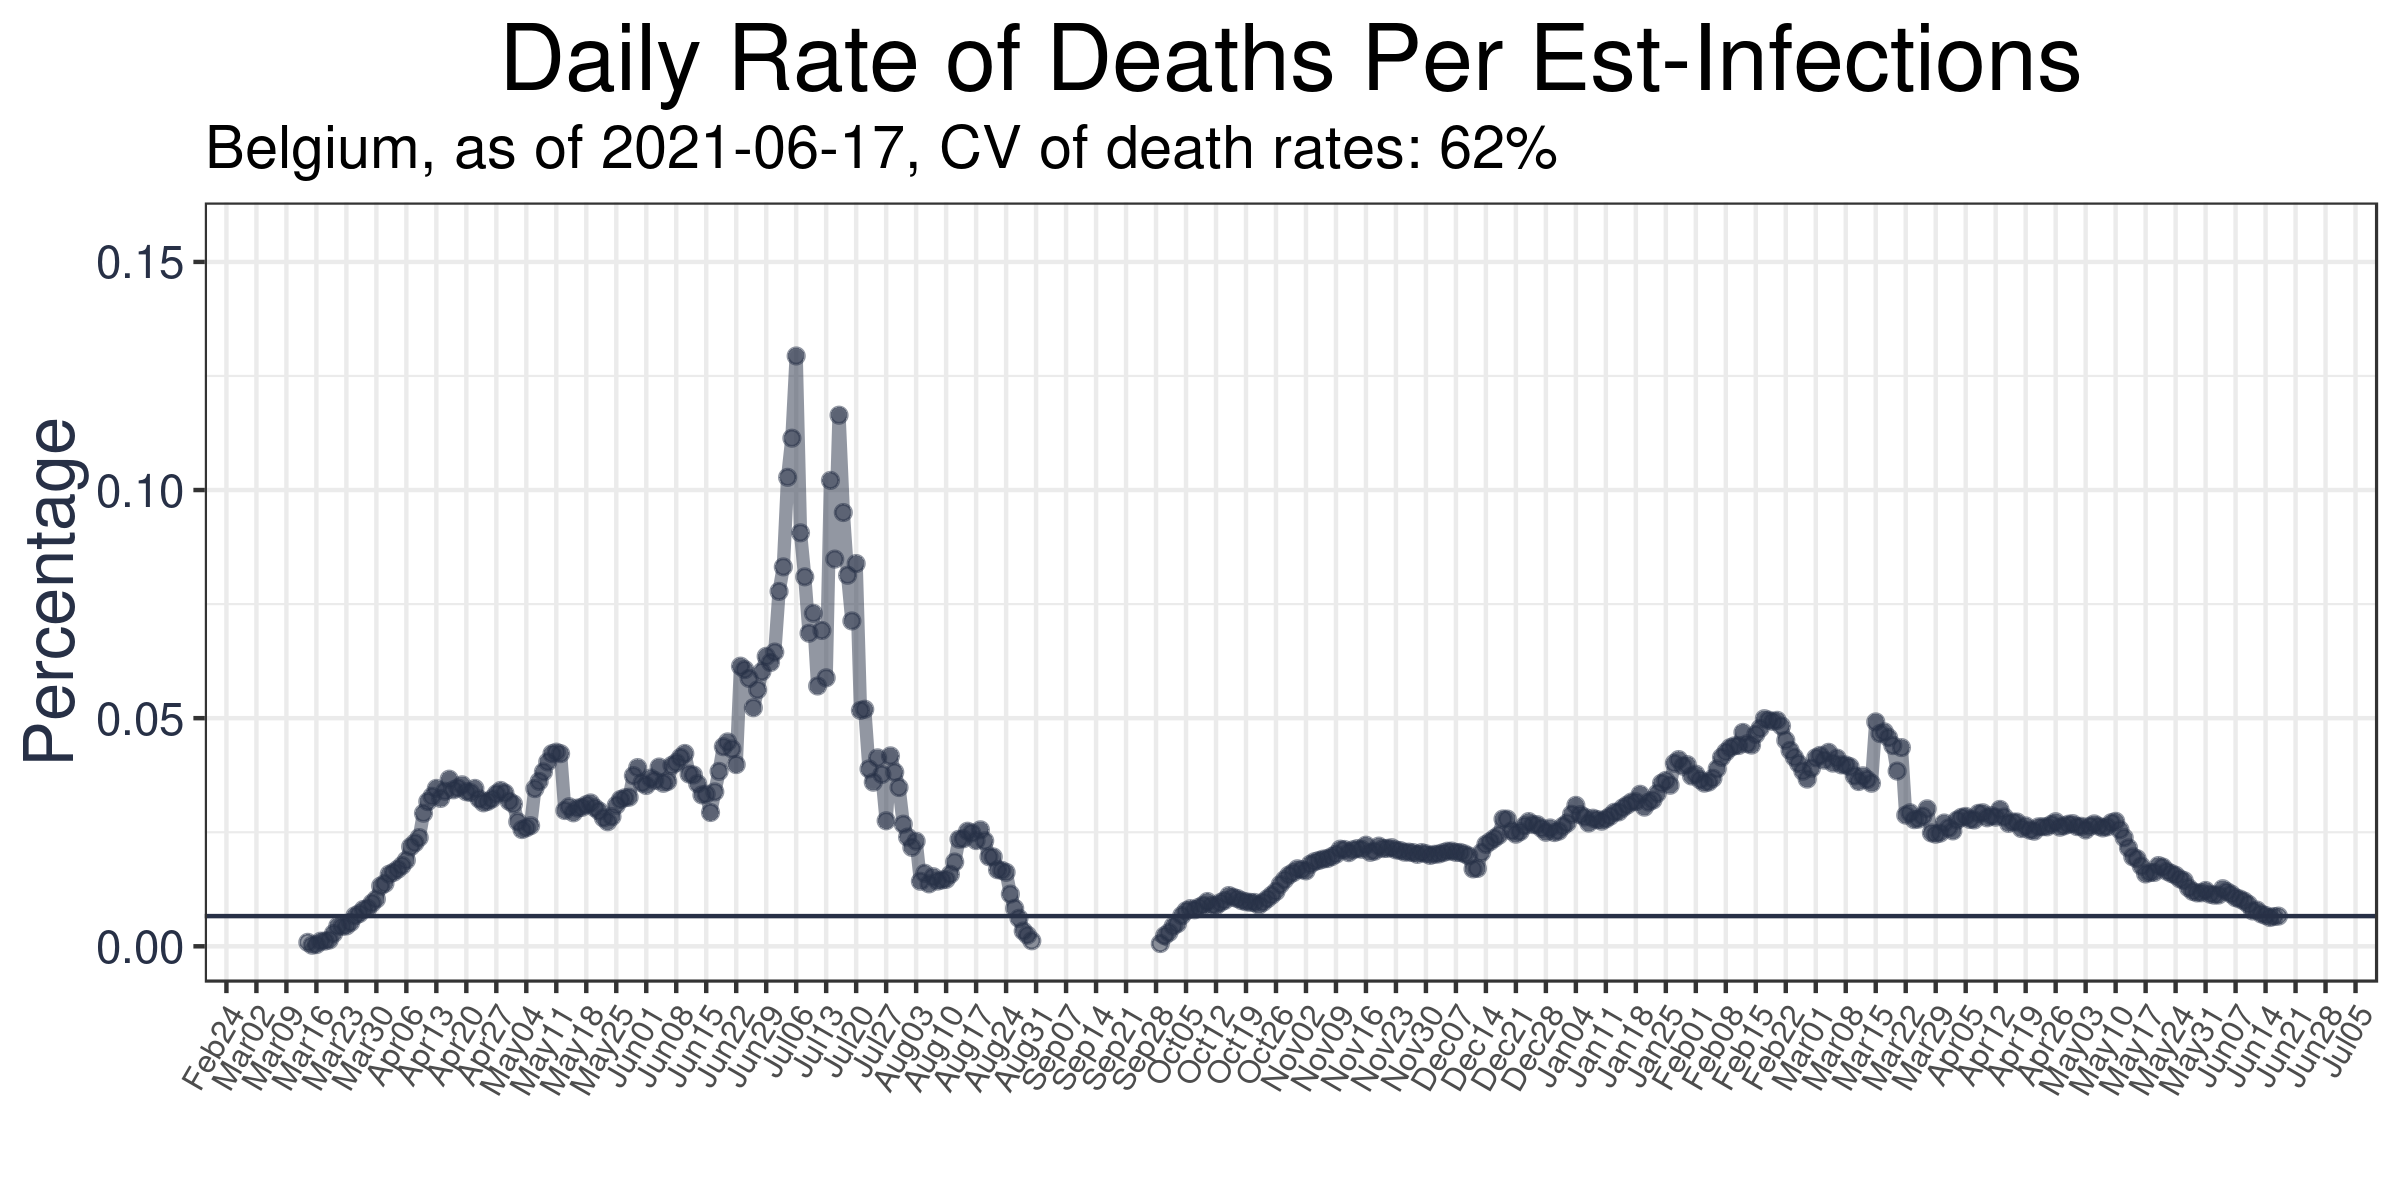 Daily Rate of Deaths Per Est-Infections
Belgium, as of 2021-06-17, CV of death rates: 62%
Percentage
0.15
0.10
0.05
0.00
Feb24
Mar02
Mar09
Mar16
Mar23
Mar30
Apr06
Apr13
Apr20
Apr27
May04
May11
May18
May25
Jun01
Jun08
Jun15
Jun22
Jun29
Jul06
Jul13
Jul20
Jul27
Aug03
Aug10
Aug17
Aug24
Aug31
Sep07
Sep14
Sep21
Sep28
Oct05
Oct12
Oct19
Oct26
Nov02
Nov09
Nov16
Nov23
Nov30
Dec07
Dec14
Dec21
Dec28
Jan04
Jan11
Jan18
Jan25
Feb01
Feb08
Feb15
Feb22
Mar01
Mar08
Mar15
Mar22
Mar29
Apr05
Apr12
Apr19
Apr26
May03
May10
May17
May24
May31
Jun07
Jun14
Jun21
Jun28
Jul05